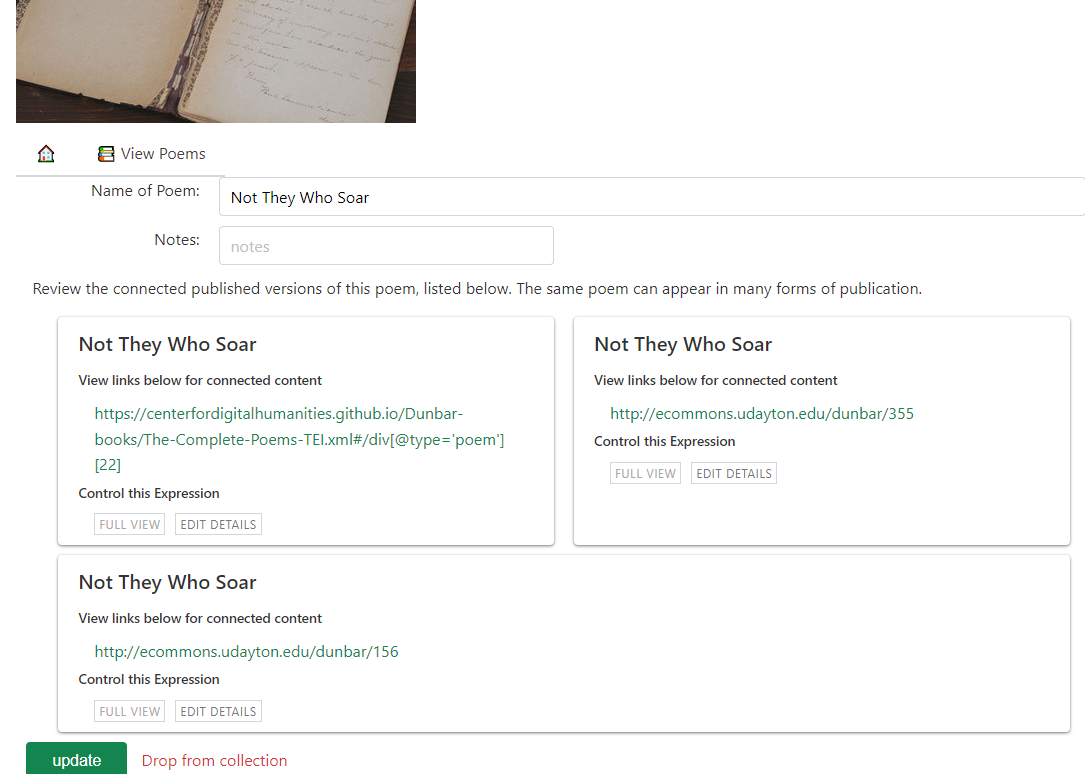 View Poems
Name of Poem:
Not They Who Soar
Notes:
notes
Review the connected published versions of this poem, listed below. The same poem can appear in many forms of publication.
Not They Who Soar
View links below for connected content
https://centerfordigitalhumanities.github.io/Dunbar-
books/The-Complete-Poems-TEI.xml#/div[@type='poem']
[22]
Control this Expression
FULL VIEW EDIT DETAILS
Not They Who Soar
View links below for connected content
http://ecommons.udayton.edu/dunbar/355
Control this Expression
FULL VIEW EDIT DETAILS
Not They Who Soar
View links below for connected content
http://ecommons.udayton.edu/dunbar/156
Control this Expression
FULL VIEW EDIT DETAILS
update Drop from collection